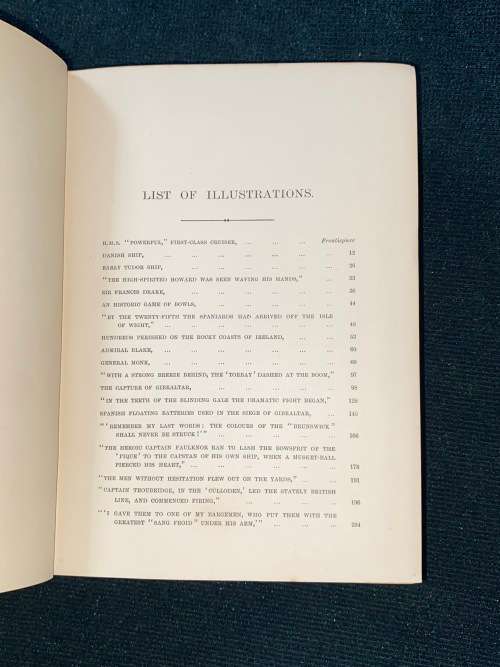 LIST OF ILLUSTRATIONS.
H.M.S. "POWERFUL," FIRST-CLASS CRUISER, ... ... ... Frontispiece
DANISH SHIP, ... ... ... ... ... ... 12
EARLY TUDOR SHIP, ... ... ... ... ... ... 26
"THE HIGH-SPIRITED HOWARD WAS SEEN WAVING HIS HANDS," ... ... 33
SIR FRANCIS DRAKE, ... ... ... ... ... 36
AN HISTORIC GAME OF BOWLS, ... ... ... ... ... 44
"BY THE TWENTY-FIFTH THE SPANIARDS HAD ARRIVED OFF THE ISLE
OF WIGHT," ... ... ... ... ... ... 48
HUNDREDS PERISHED ON THE ROCKY COASTS OF IRELAND, ... ... 53
ADMIRAL BLAKE, ... ... ... ... ... ... 60
GENERAL MONK, ... ... ... ... ... ... 69
"WITH A STRONG BREEZE BEHIND, THE 'TORBAY' DASHED AT THE BOOM," 97
THE CAPTURE OF GIBRALTAR, ... ... ... ... ... 98
"IN THE TEETH OF THE BLINDING GALE THE DRAMATIC FIGHT BEGAN," 129
SPANISH FLOATING BATTERIES USED IN THE SIEGE OF GIBRALTAR, ... 145
"'REMEMBER MY LAST WORDS: THE COLOURS OF THE "BRUNSWICK"
SHALL NEVER BE STRUCK!'" ... ... ... ... 166
"THE HEROIC CAPTAIN FAULKNOR RAN TO LASH THE BOWSPRIT OF THE
'PIQUE' TO THE CAPSTAN OF HIS OWN SHIP, WHEN A MUSKET-BALL
PIERCED HIS HEART," ... ... ... ... ... 178
"THE MEN WITHOUT HESITATION FLEW OUT ON THE YARDS," ... ... 191
"CAPTAIN TROUBRIDGE, IN THE 'CULLODEN,' LED THE STATELY BRITISH
LINE, AND COMMENCED FIRING," ... ... ... ... 196
"'I GAVE THEM TO ONE OF MY BARGEMEN, WHO PUT THEM WITH THE
GREATEST "SANG FROID" UNDER HIS ARM,'" ... ... ... 204